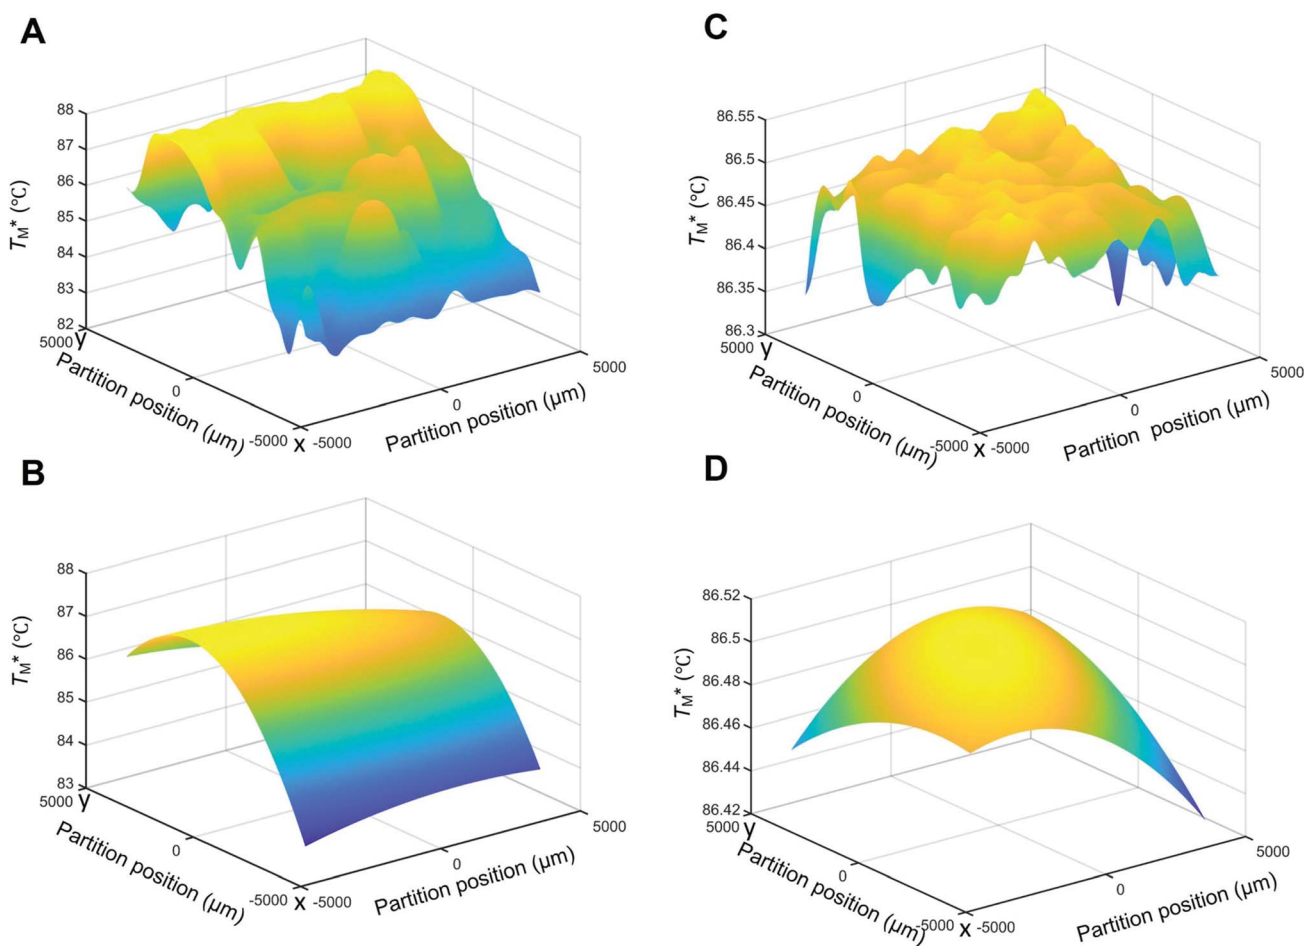 A
88
87
86
85
84
83
82
T_M* (°C)
y
5000
0
-5000
Partition position (μm)
x
-5000
0
5000
Partition position (μm)
C
86.55
86.5
86.45
86.4
86.35
86.3
T_M* (°C)
y
5000
0
-5000
Partition position (μm)
x
-5000
0
5000
Partition position (μm)
B
88
87
86
85
84
83
T_M* (°C)
y
5000
0
-5000
Partition position (μm)
x
-5000
0
5000
Partition position (μm)
D
86.52
86.5
86.48
86.46
86.44
86.42
T_M* (°C)
y
5000
0
-5000
Partition position (μm)
x
-5000
0
5000
Partition position (μm)